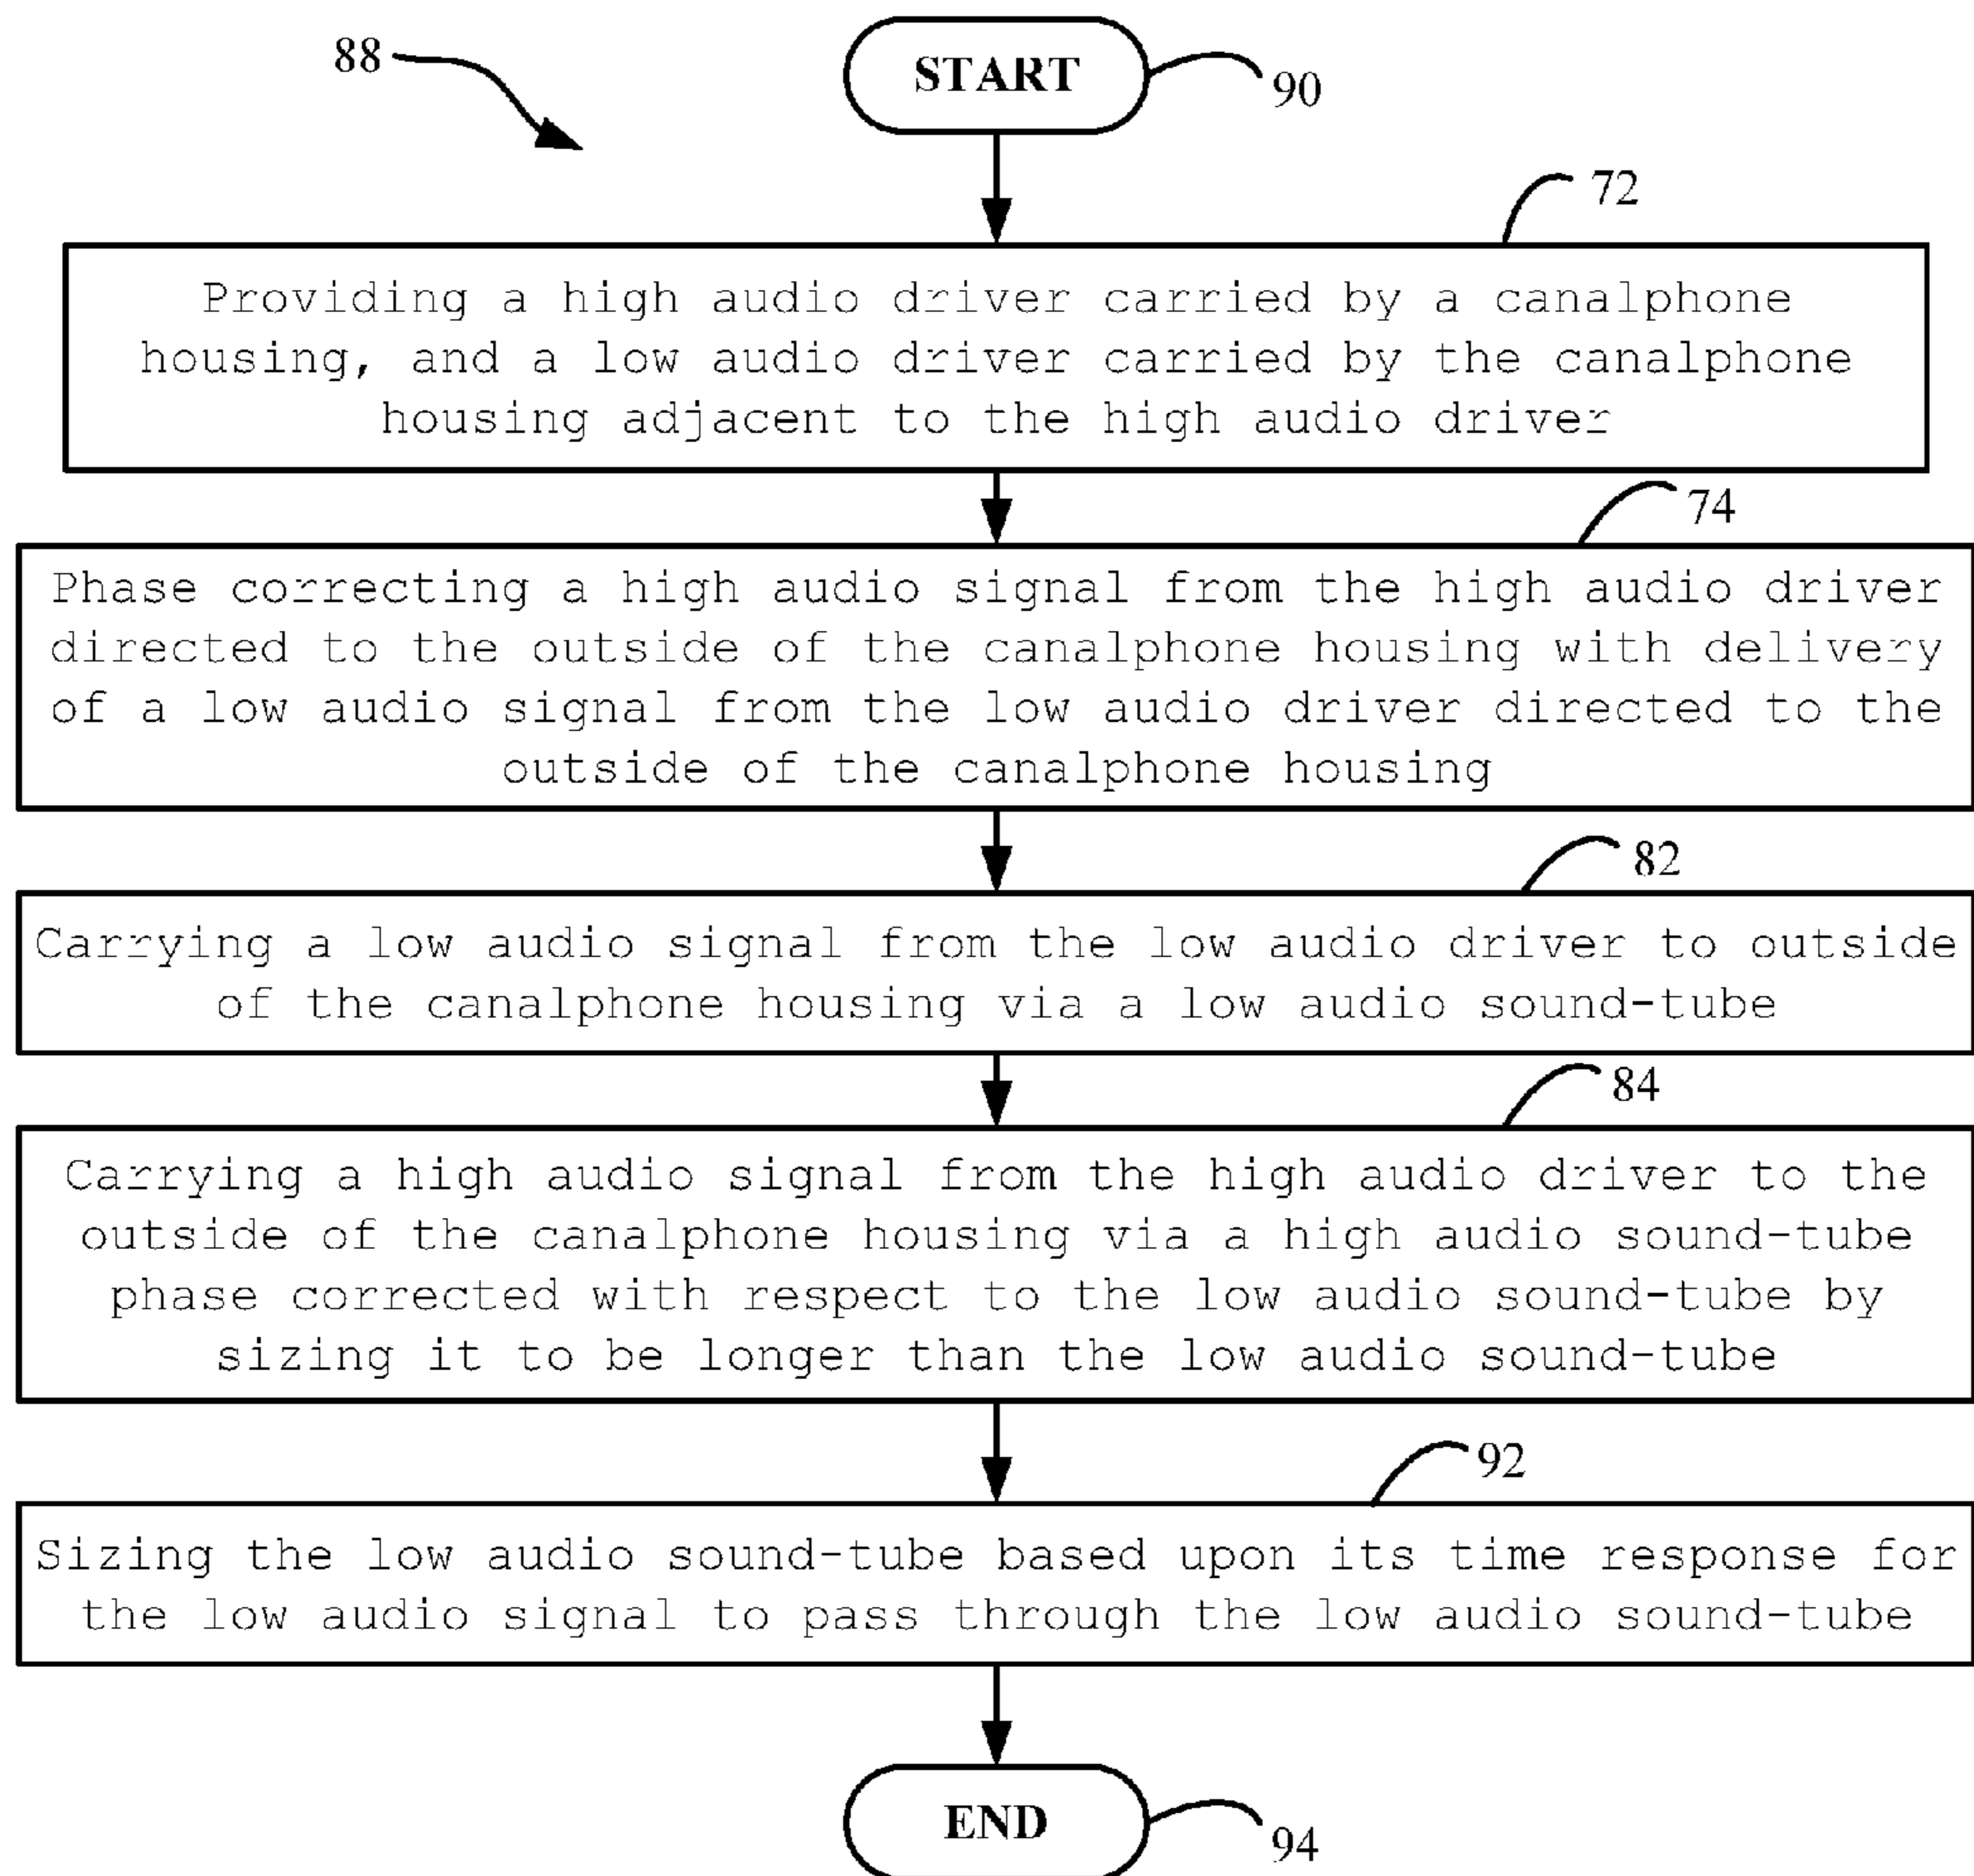 88
START
90
72
Providing a high audio driver carried by a canalphone
housing, and a low audio driver carried by the canalphone
housing adjacent to the high audio driver
74
Phase correcting a high audio signal from the high audio driver
directed to the outside of the canalphone housing with delivery
of a low audio signal from the low audio driver directed to the
outside of the canalphone housing
82
Carrying a low audio signal from the low audio driver to outside
of the canalphone housing via a low audio sound-tube
84
Carrying a high audio signal from the high audio driver to the
outside of the canalphone housing via a high audio sound-tube
phase corrected with respect to the low audio sound-tube by
sizing it to be longer than the low audio sound-tube
92
Sizing the low audio sound-tube based upon its time response for
the low audio signal to pass through the low audio sound-tube
END
94